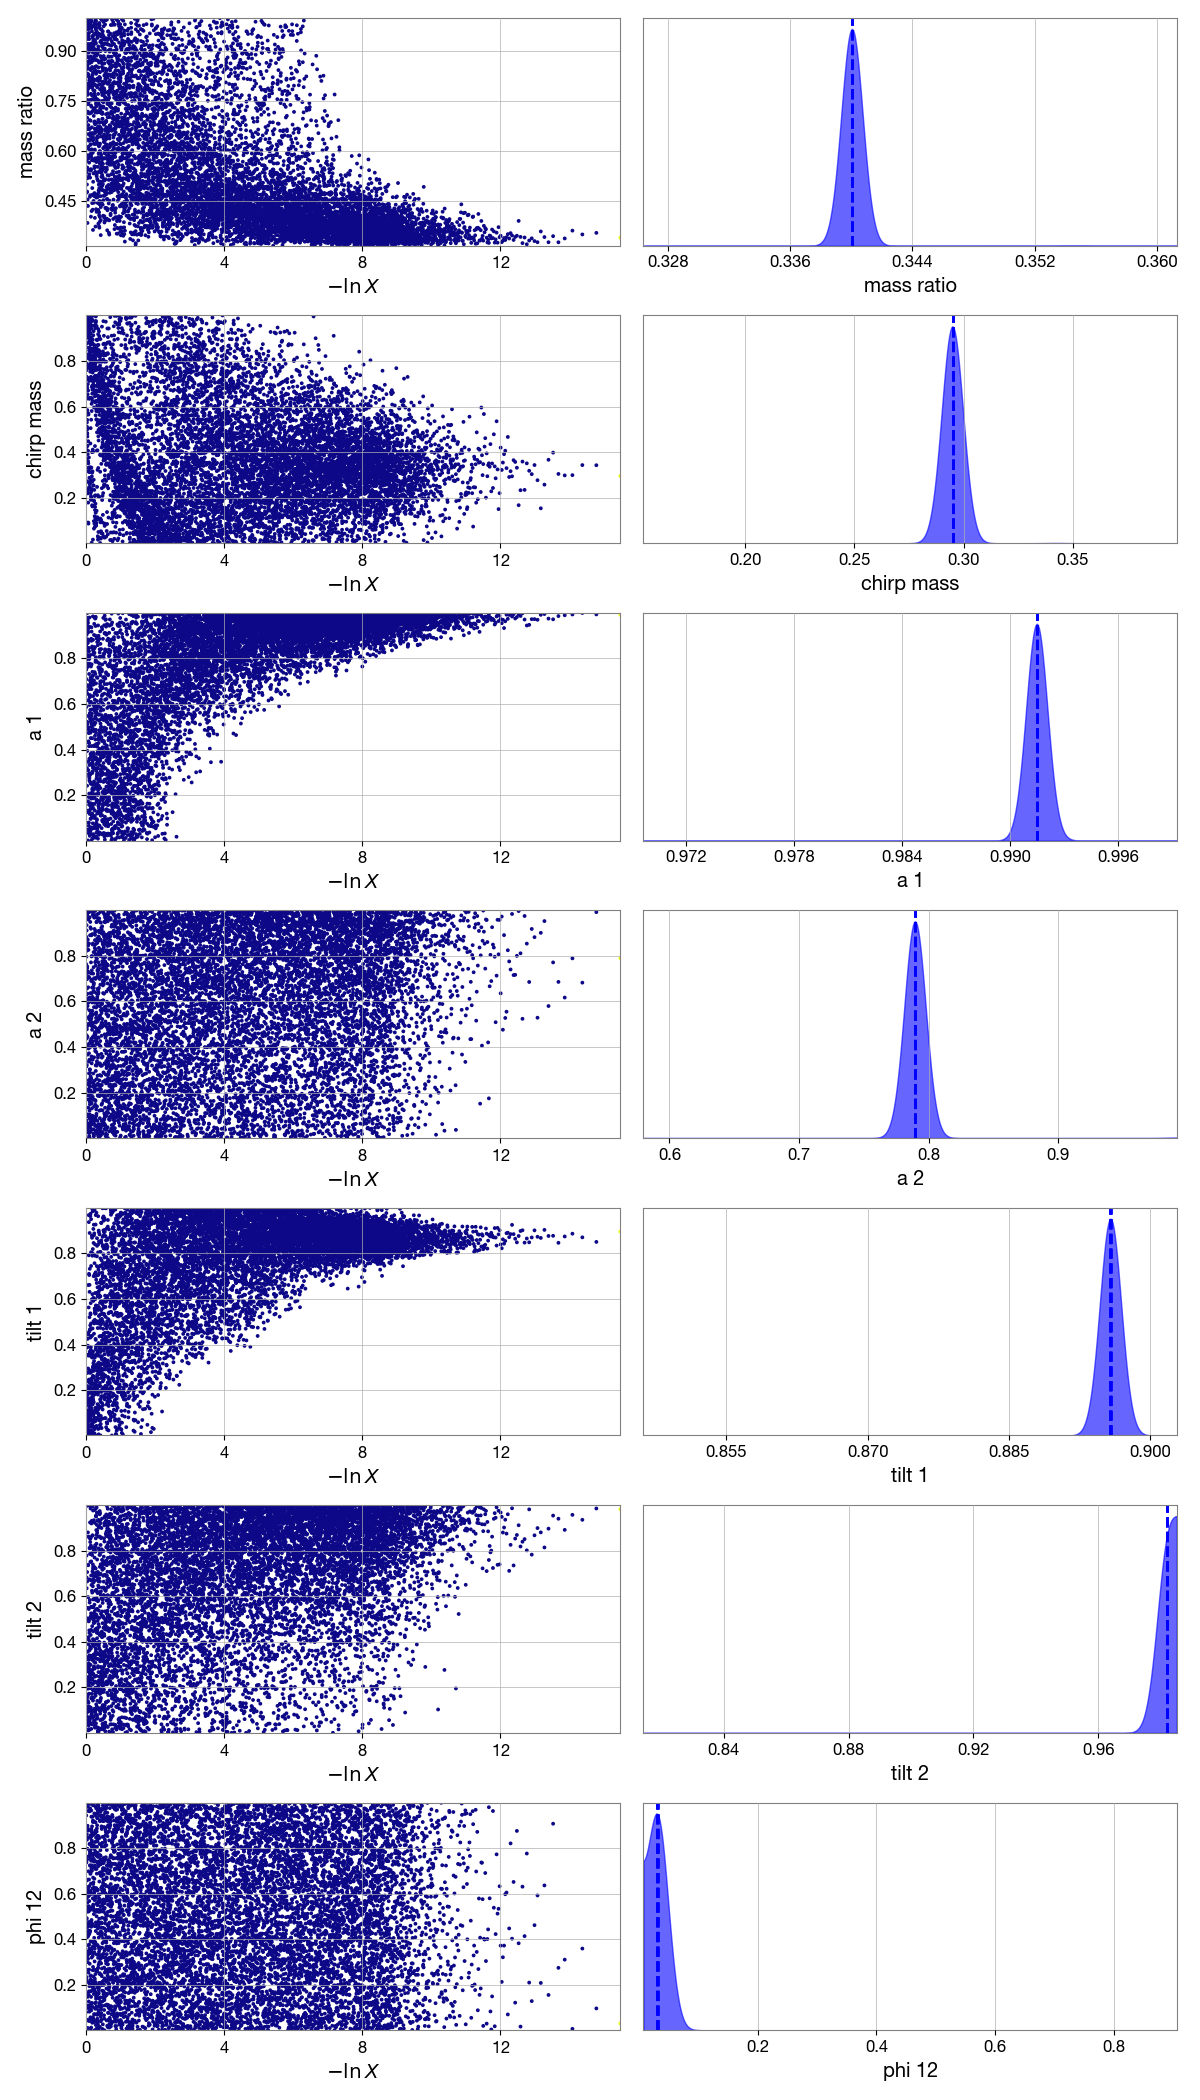 mass ratio
0.90
0.75
0.60
0.45
0 4 8 12
−ln X
0.328 0.336 0.344 0.352 0.360
mass ratio
chirp mass
0.8
0.6
0.4
0.2
0 4 8 12
−ln X
0.20 0.25 0.30 0.35
chirp mass
a 1
0.8
0.6
0.4
0.2
0 4 8 12
−ln X
0.972 0.978 0.984 0.990 0.996
a 1
a 2
0.8
0.6
0.4
0.2
0 4 8 12
−ln X
0.6 0.7 0.8 0.9
a 2
tilt 1
0.8
0.6
0.4
0.2
0 4 8 12
−ln X
0.855 0.870 0.885 0.900
tilt 1
tilt 2
0.8
0.6
0.4
0.2
0 4 8 12
−ln X
0.84 0.88 0.92 0.96
tilt 2
phi 12
0.8
0.6
0.4
0.2
0 4 8 12
−ln X
0.2 0.4 0.6 0.8
phi 12